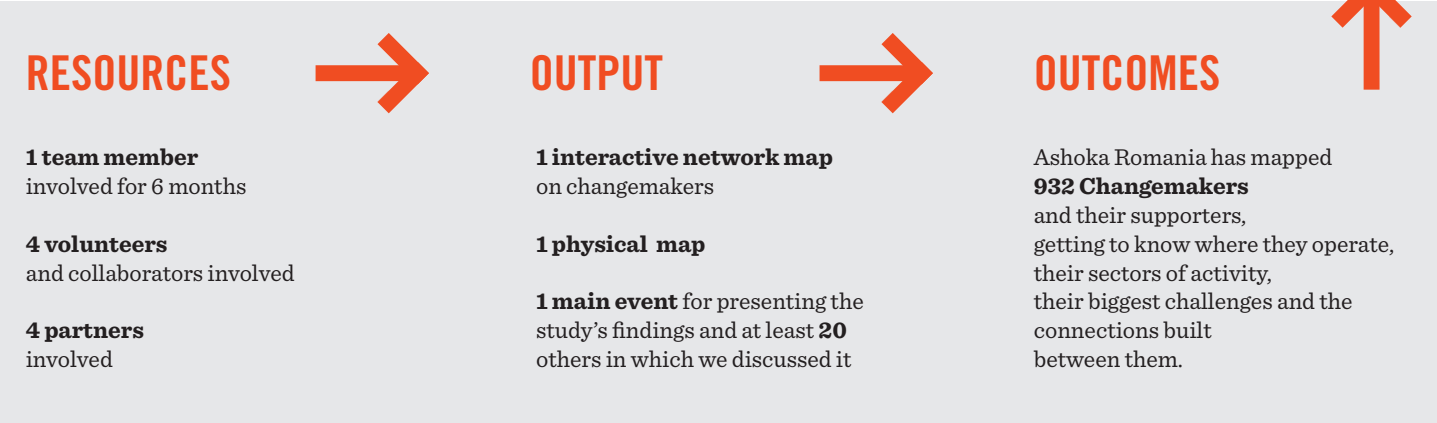 RESOURCES
1 team member
involved for 6 months
4 volunteers
and collaborators involved
4 partners
involved
OUTPUT
1 interactive network map
on changemakers
1 physical map
1 main event for presenting the
study's findings and at least 20
others in which we discussed it
OUTCOMES
Ashoka Romania has mapped
932 Changemakers
and their supporters,
getting to know where they operate,
their sectors of activity,
their biggest challenges and the
connections built
between them.